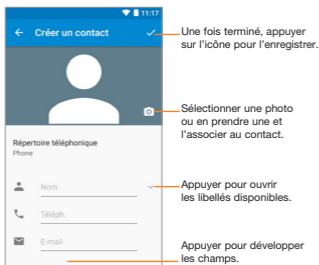 11:17
Créer un contact
Une fois terminé, appuyer
sur l'icône pour l'enregistrer.
Sélectionner une photo
ou en prendre une et
l'associer au contact.
Répertoire téléphonique
Phone
Nom
Appuyer pour ouvrir
les libellés disponibles.
Téléph.
E-mail
Appuyer pour développer
les champs.